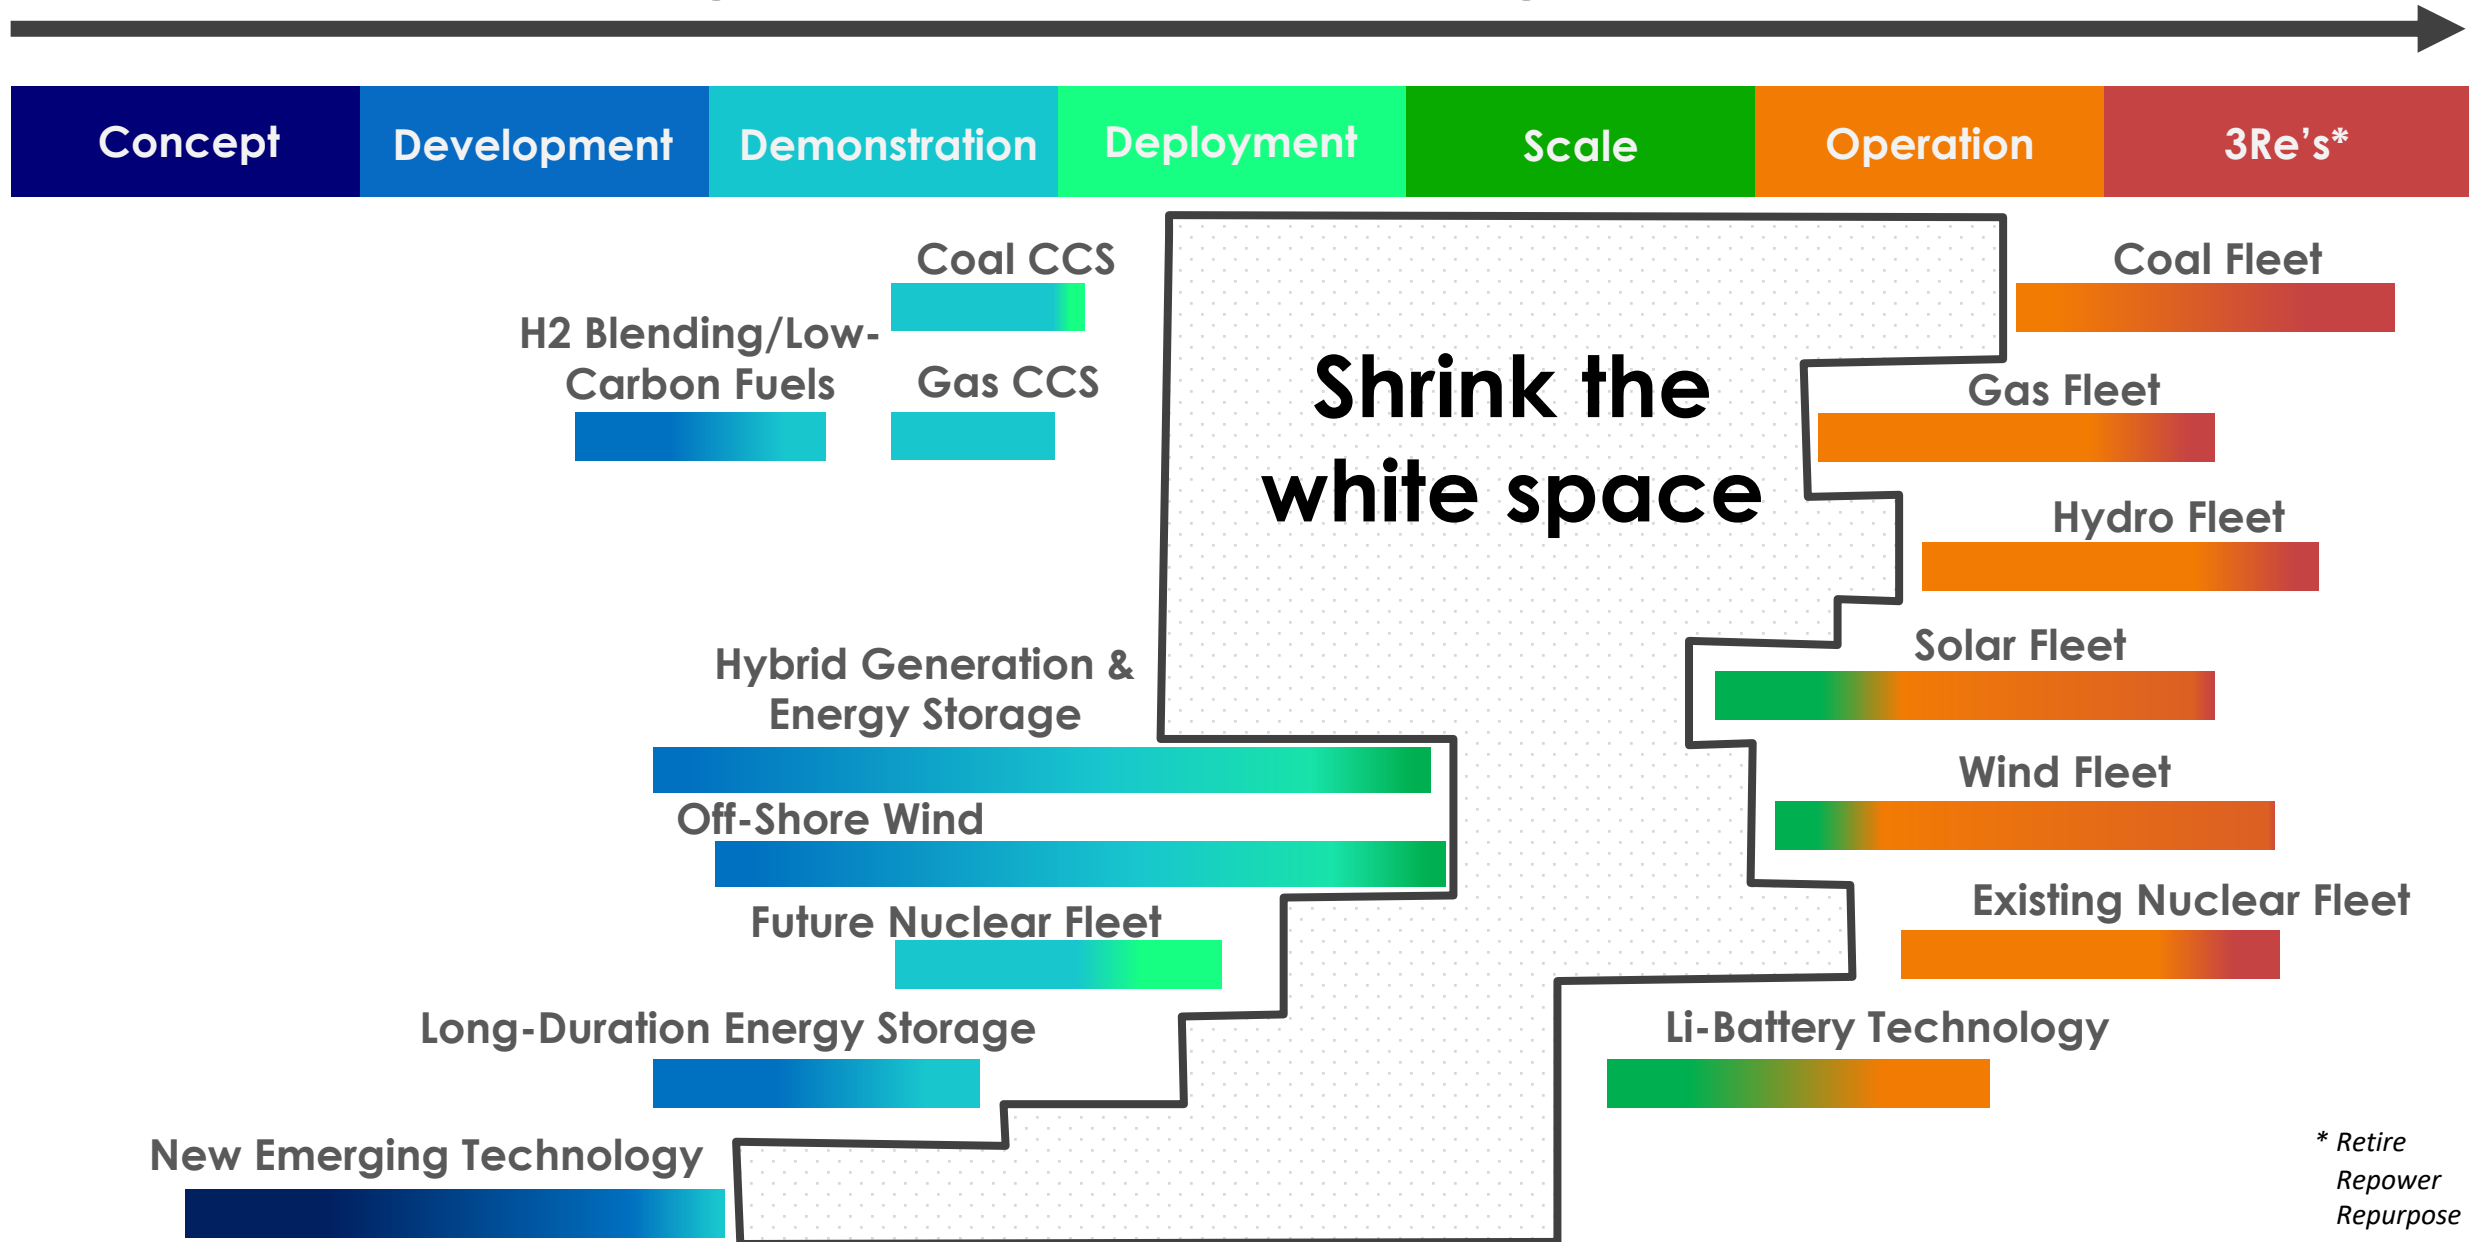 Concept
Development
Demonstration
Deployment
Scale
Operation
3Re's*
Coal CCS
Coal Fleet
H2 Blending/Low-
Carbon Fuels
Gas CCS
Shrink the
white space
Gas Fleet
Hydro Fleet
Hybrid Generation &
Energy Storage
Solar Fleet
Off-Shore Wind
Wind Fleet
Future Nuclear Fleet
Existing Nuclear Fleet
Long-Duration Energy Storage
Li-Battery Technology
New Emerging Technology
* Retire
Repower
Repurpose